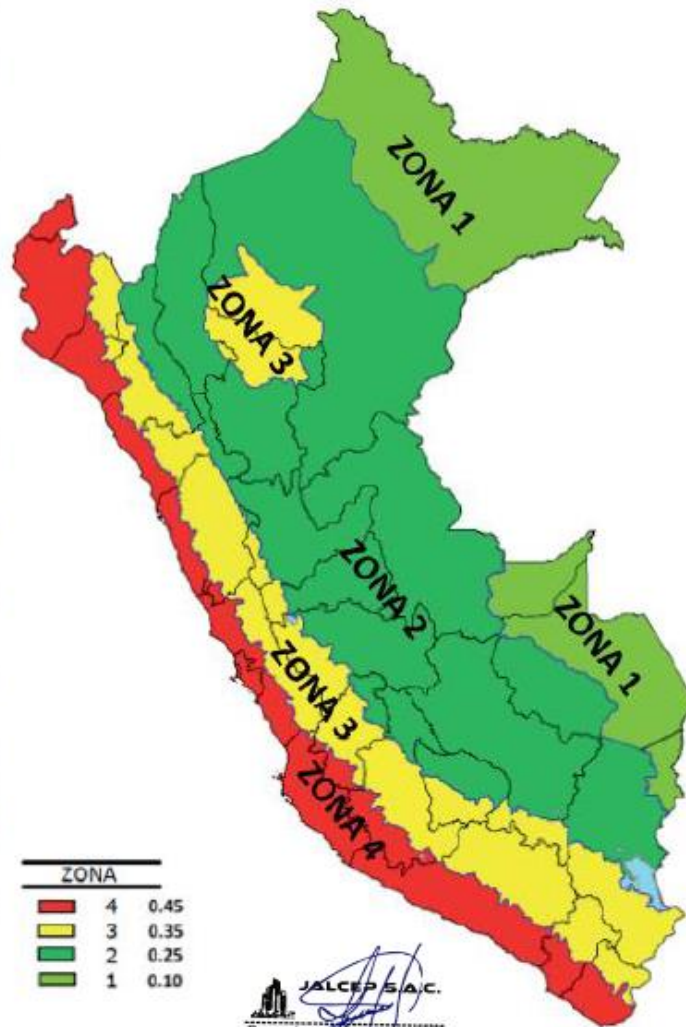 ZONA 1
ZONA 3
ZONA 2
ZONA 1
ZONA 3
ZONA 4
ZONA
4 0.45
3 0.35
2 0.25
1 0.10
JALCEP S.A.C.